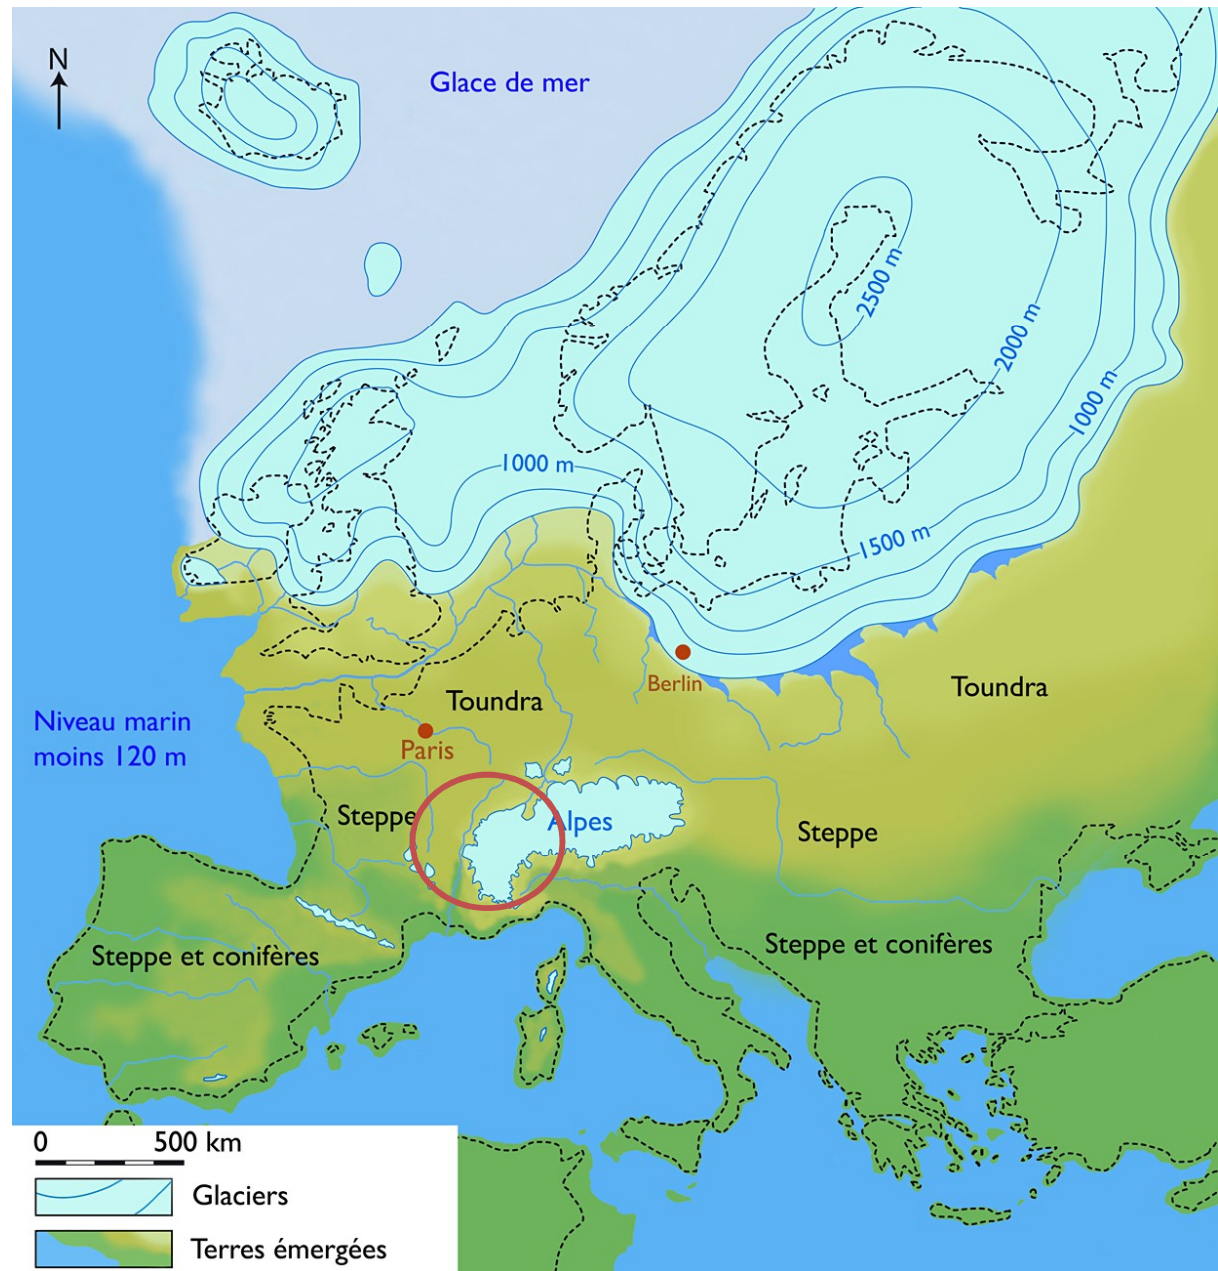 N
Glace de mer
2500 m
2000 m
1000 m
1000 m
1500 m
Berlin
Toundra
Toundra
Niveau marin
moins 120 m
Paris
Steppe
Alpes
Steppe
Steppe et conifères
Steppe et conifères
0 500 km
Glaciers
Terres émergées